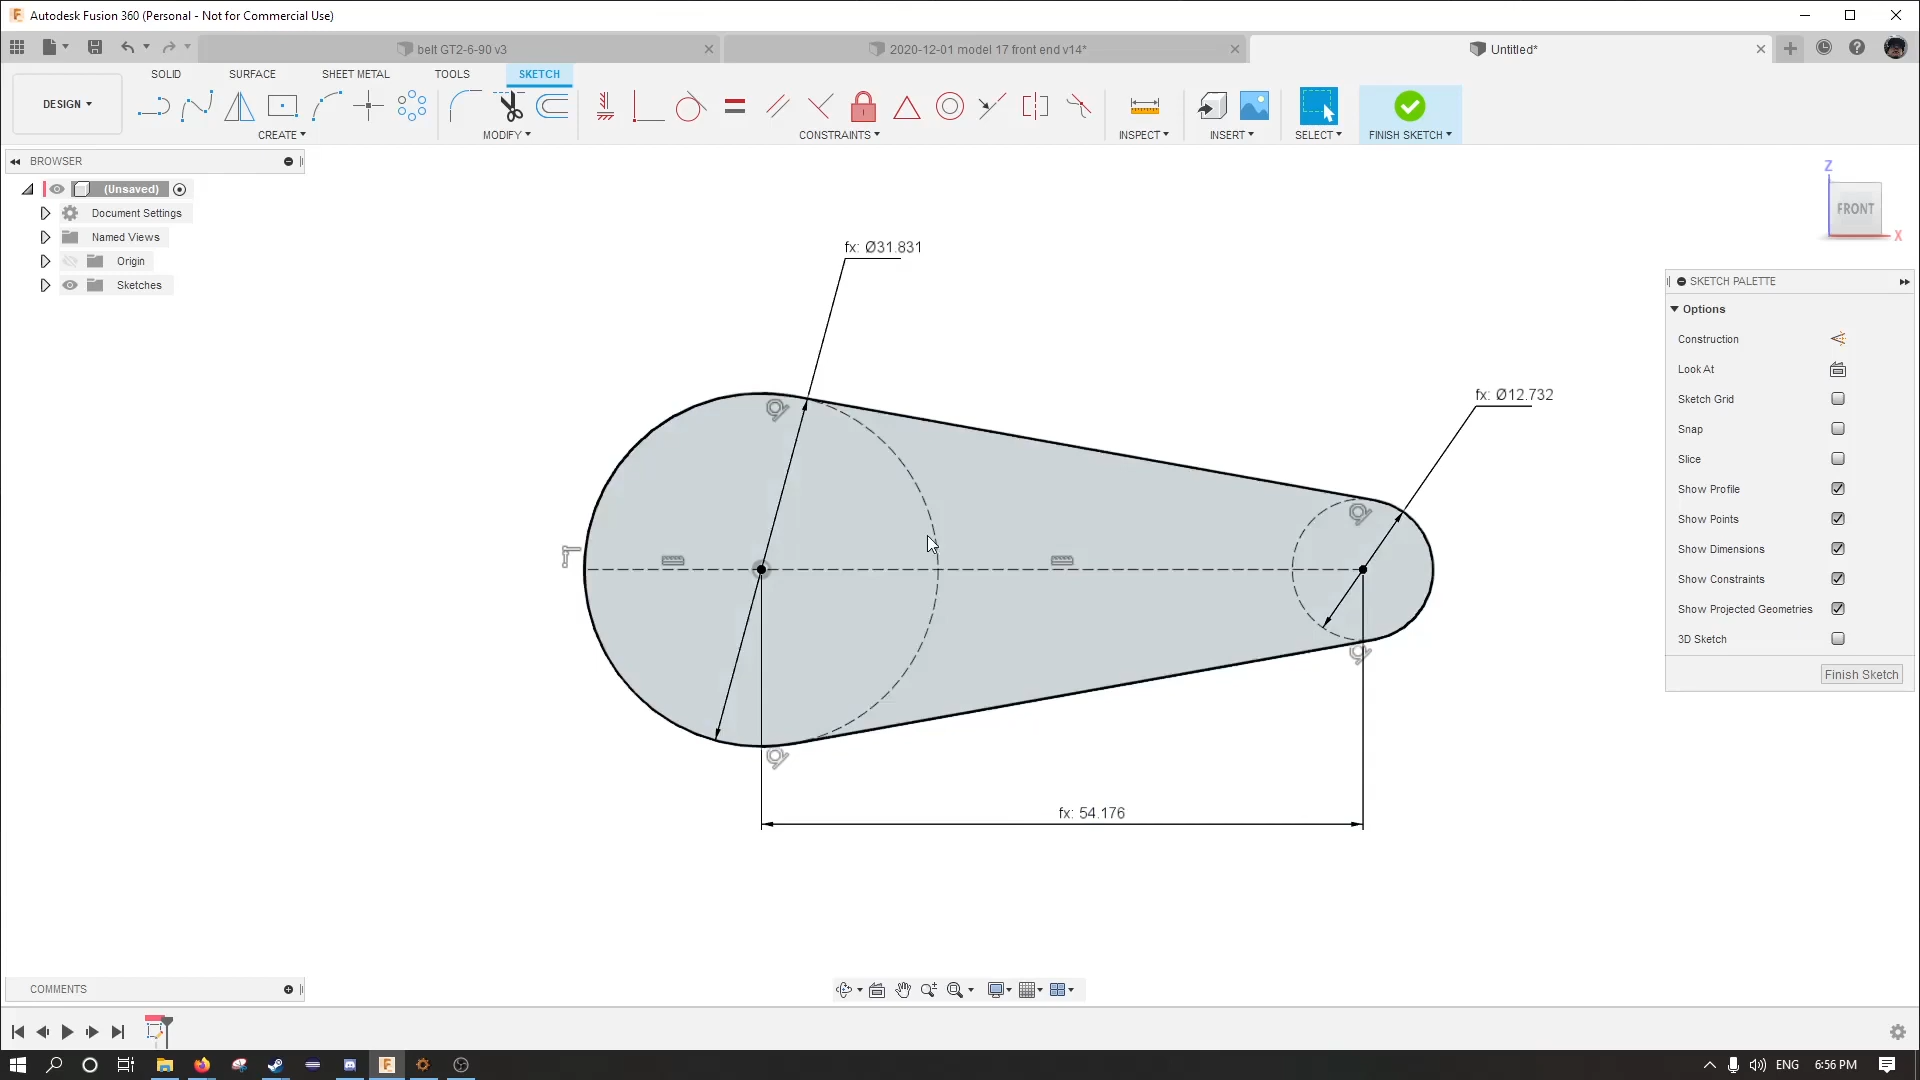 Autodesk Fusion 360 (Personal - Not for Commercial Use)
belt GT2-6-90 v3
2020-12-01 model 17 front end v14*
Untitled*
SOLID
SURFACE
SHEET METAL
TOOLS
SKETCH
DESIGN
CREATE
MODIFY
CONSTRAINTS
INSPECT
INSERT
SELECT
FINISH SKETCH
BROWSER
(Unsaved)
Document Settings
Named Views
Origin
Sketches
Z
FRONT
X
fx: Ø31.831
fx: Ø12.732
fx: 54.176
SKETCH PALETTE
Options
Construction
Look At
Sketch Grid
Snap
Slice
Show Profile
Show Points
Show Dimensions
Show Constraints
Show Projected Geometries
3D Sketch
Finish Sketch
COMMENTS
ENG
6:56 PM